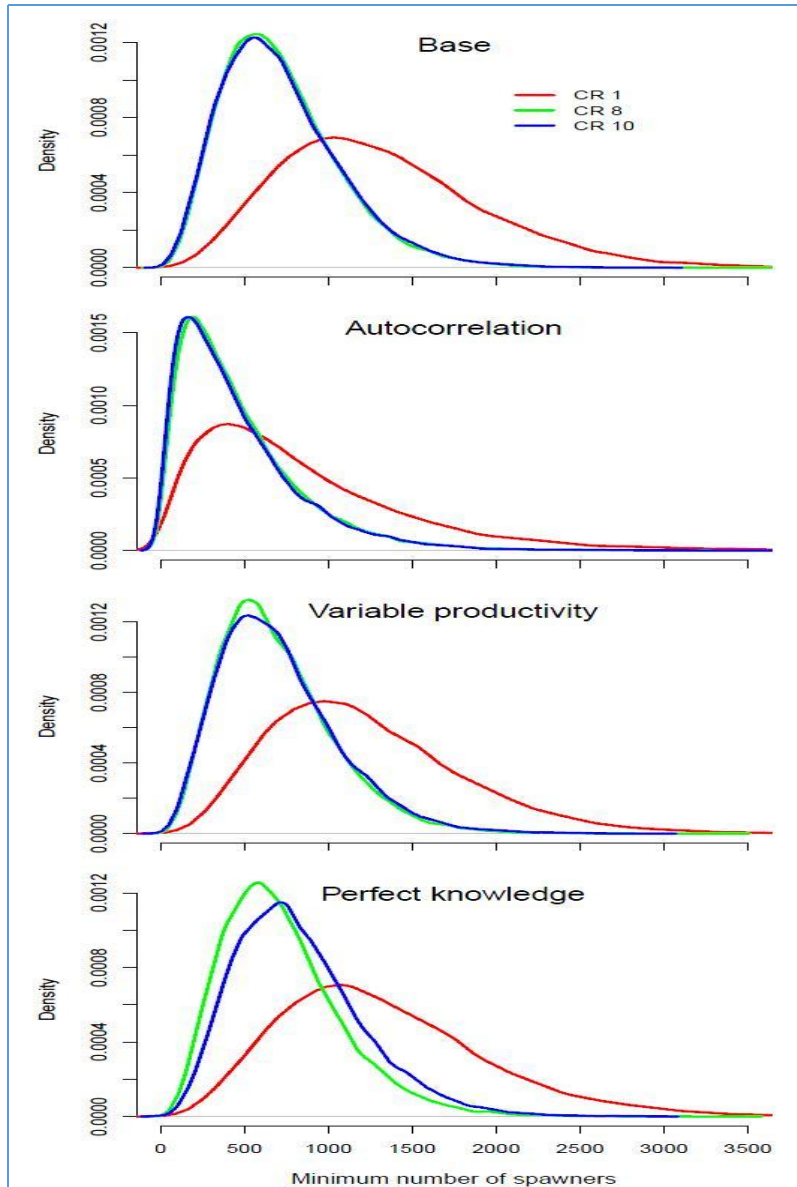 Base
CR 1
CR 8
CR 10
Density
0.0012
0.0008
0.0004
0.0000
0 500 1000 1500 2000 2500 3000 3500
Autocorrelation
Density
0.0015
0.0010
0.0005
0.0000
Variable productivity
Density
0.0012
0.0008
0.0004
0.0000
Perfect knowledge
Density
0.0012
0.0008
0.0004
0.0000
Minimum number of spawners